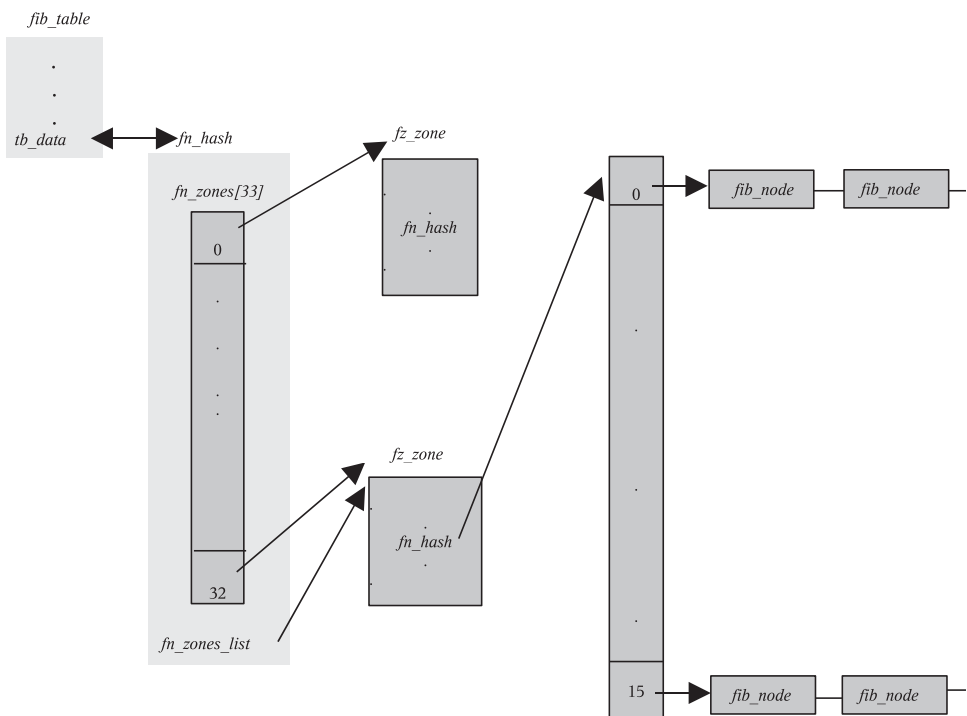 fib_table
tb_data
fn_hash
fn_zones[33]
0
32
fn_zones_list
fz_zone
fn_hash
fz_zone
fn_hash
0
fib_node
fib_node
15
fib_node
fib_node